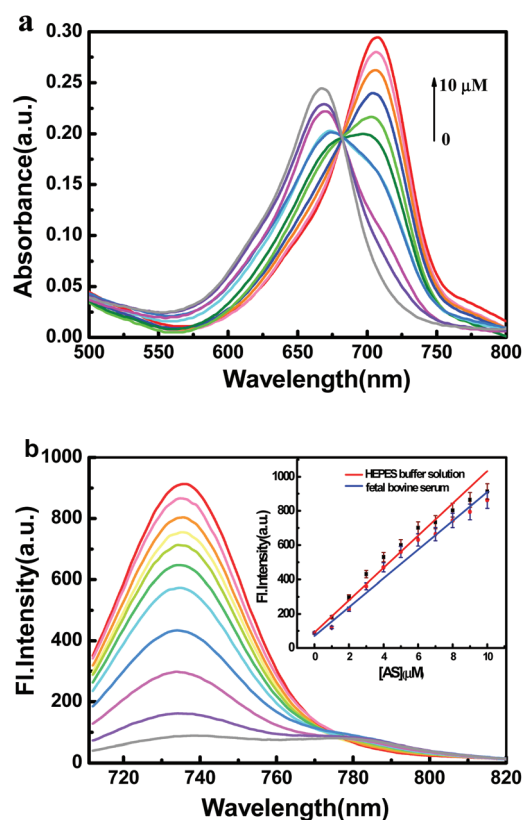 a
0.30
0.25
0.20
0.15
0.10
0.05
0.00
Absorbance(a.u.)
10 μM
0
500 550 600 650 700 750 800
Wavelength(nm)
b
1000
800
600
400
200
0
Fl.Intensity(a.u.)
HEPES buffer solution
fetal bovine serum
1000
800
600
400
200
0
Fl.Intensity(a.u.)
0 2 4 6 8 10
[AS](μM)
720 740 760 780 800 820
Wavelength(nm)